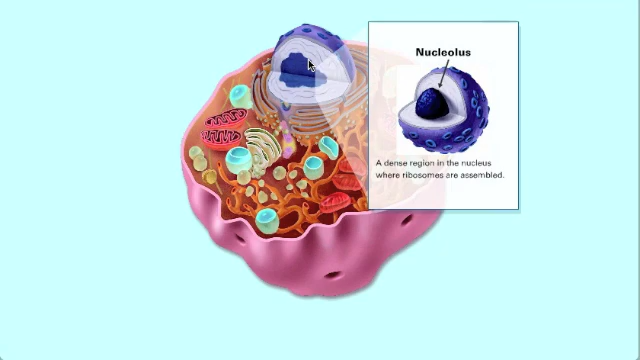 Nucleolus
A dense region in the nucleus
where ribosomes are assembled.